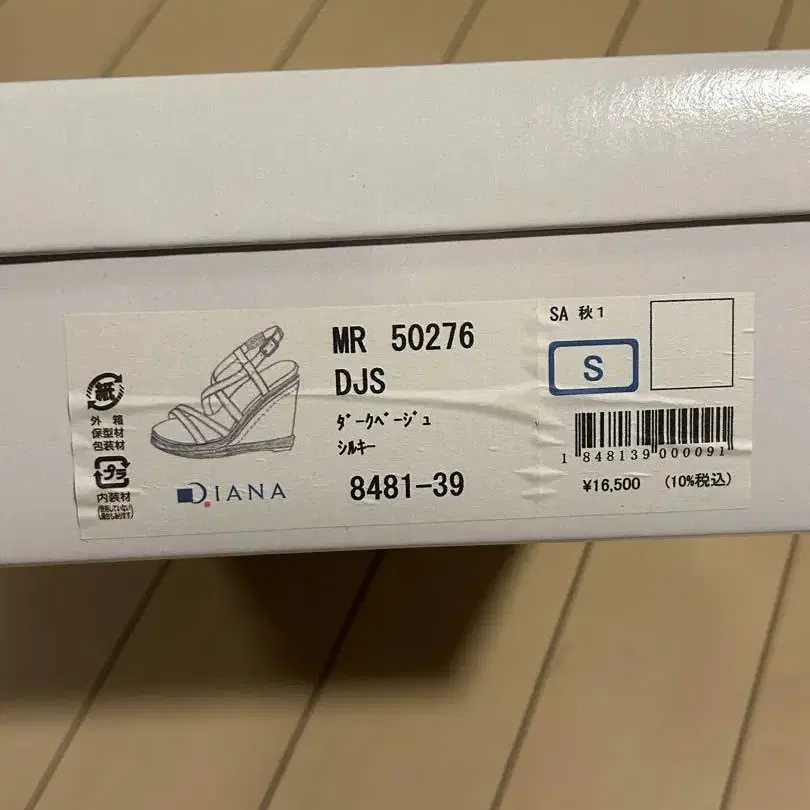 紙
外　箱
保型材
包装材
プラ
内装材
DIANA
MR 50276
DJS
ﾀﾞｰｸﾍﾞｰｼﾞｭ
ｼﾙｷｰ
8481-39
SA 秋1
S
1 848139 000091
¥16,500 (10%税込)